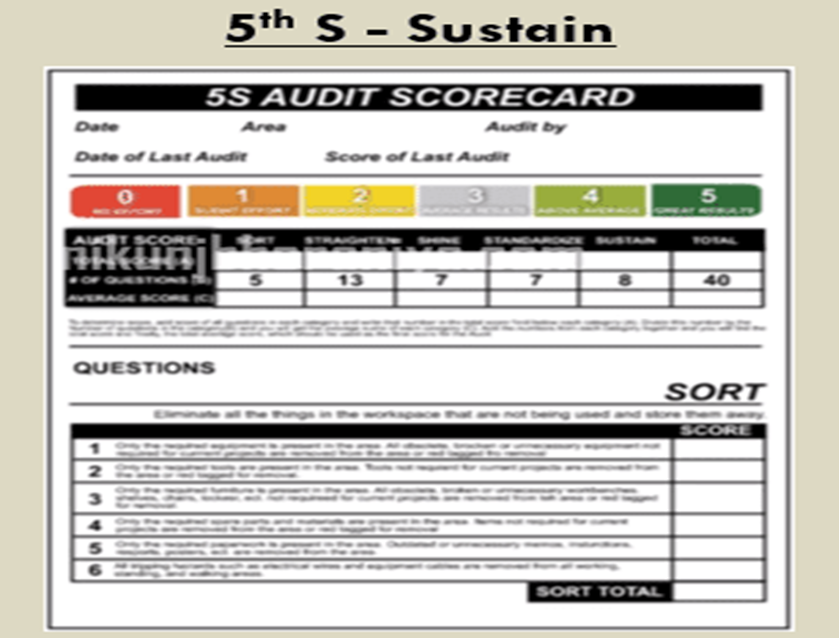 5th S – Sustain
5S AUDIT SCORECARD
Date Area Audit by
Date of Last Audit Score of Last Audit
0 1 2 3 4 5
NO EFFORT SLIGHT EFFORT MODERATE EFFORT AVERAGE RESULTS ABOVE AVERAGE GREAT RESULTS
AUDIT SCORE SORT STRAIGHTEN SHINE STANDARDIZE SUSTAIN TOTAL
TOTAL SCORE (A)
# OF QUESTIONS (B) 5 13 7 7 8 40
AVERAGE SCORE (C)
QUESTIONS
SORT
Eliminate all the things in the workspace that are not being used and store them away.
SCORE
1 Only the required equipment is present in the area. All obsolete, broken or unnecessary equipment not
required for current projects are removed from the area or red tagged for removal
2 Only the required tools are present in the area. Tools not required for current projects are removed from
the area or red tagged for removal.
3 Only the required furniture is present in the area. All obsolete, broken or unnecessary workbenches,
shelves, chairs, lockers, ect. not required for current projects are removed from the area or red tagged
for removal.
4 Only the required spare parts and materials are present in the area. Items not required for current
projects are removed from the area or red tagged for removal
5 Only the required paperwork is present in the area. Outdated or unnecessary memos, instructions,
reports, posters, ect. are removed from the area.
6 All tripping hazards such as electrical wires and equipment cables are removed from all working,
standing, and walking areas.
SORT TOTAL